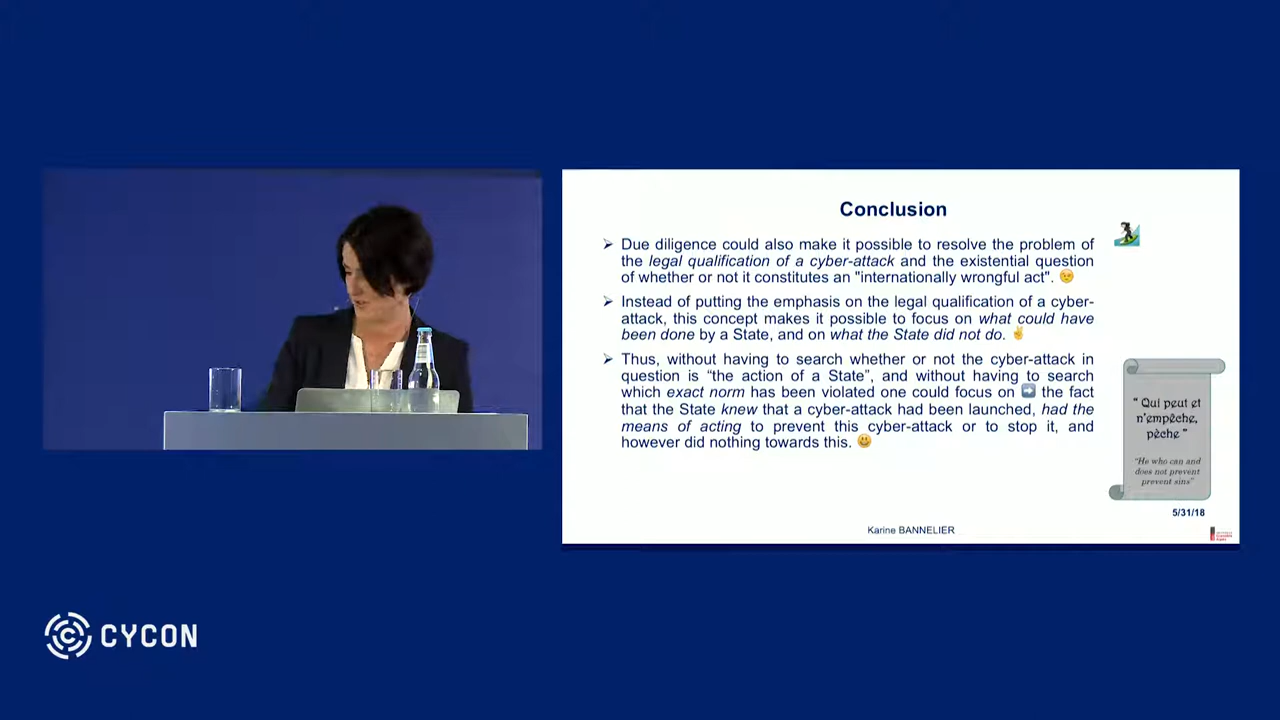 Conclusion
Due diligence could also make it possible to resolve the problem of
the legal qualification of a cyber-attack and the existential question
of whether or not it constitutes an "internationally wrongful act".
Instead of putting the emphasis on the legal qualification of a cyber-
attack, this concept makes it possible to focus on what could have
been done by a State, and on what the State did not do.
Thus, without having to search whether or not the cyber-attack in
question is “the action of a State”, and without having to search
which exact norm has been violated one could focus on ➡ the fact
that the State knew that a cyber-attack had been launched, had the
means of acting to prevent this cyber-attack or to stop it, and
however did nothing towards this.
“ Qui peut et
n’empêche,
pèche ”
“He who can and
does not prevent
prevent sins”
5/31/18
Karine BANNELIER
CYCON